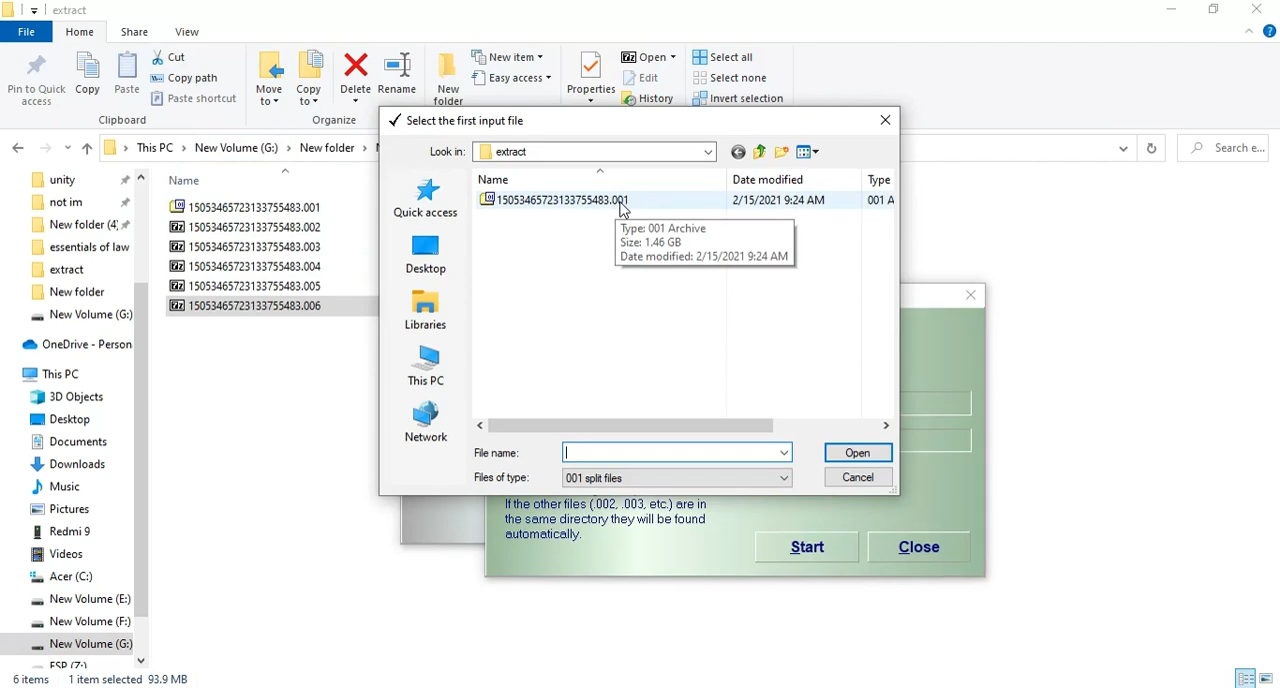 extract
File
Home
Share
View
Pin to Quick
access
Copy
Paste
Cut
Copy path
Paste shortcut
Clipboard
Move
to
Copy
to
Delete
Rename
Organize
New
folder
New item
Easy access
Properties
Open
Edit
History
Select all
Select none
Invert selection
This PC
New Volume (G:)
New folder
Search e...
unity
not im
New folder (4)
essentials of law
extract
New folder
New Volume (G:)
OneDrive - Person
This PC
3D Objects
Desktop
Documents
Downloads
Music
Pictures
Redmi 9
Videos
Acer (C:)
New Volume (E:)
New Volume (F:)
New Volume (G:)
ESP (Z:)
Name
15053465723133755483.001
15053465723133755483.002
15053465723133755483.003
15053465723133755483.004
15053465723133755483.005
15053465723133755483.006
Select the first input file
Look in:
extract
Quick access
Desktop
Libraries
This PC
Network
Name
Date modified
Type
15053465723133755483.001
2/15/2021 9:24 AM
001 A
Type: 001 Archive
Size: 1.46 GB
Date modified: 2/15/2021 9:24 AM
File name:
Open
Files of type:
001 split files
Cancel
If the other files (.002, .003, etc.) are in
the same directory they will be found
automatically.
Start
Close
6 items
1 item selected 93.9 MB